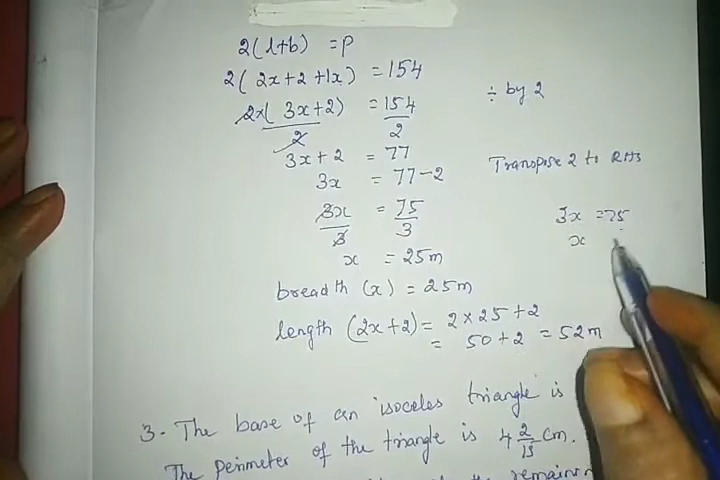 2(l+b) = P
2(2x+2+1x) = 154
2x(3x+2)/2 = 154/2 ÷ by 2
3x+2 = 77 Transpose 2 to RHS
3x = 77-2
3x/3 = 75/3 3x = 75
x = 25m x
breadth (x) = 25m
length (2x+2) = 2×25+2
= 50+2 = 52m
3. The base of an isoceles triangle is
The perimeter of the triangle is 4 2/15 cm.
the remaining